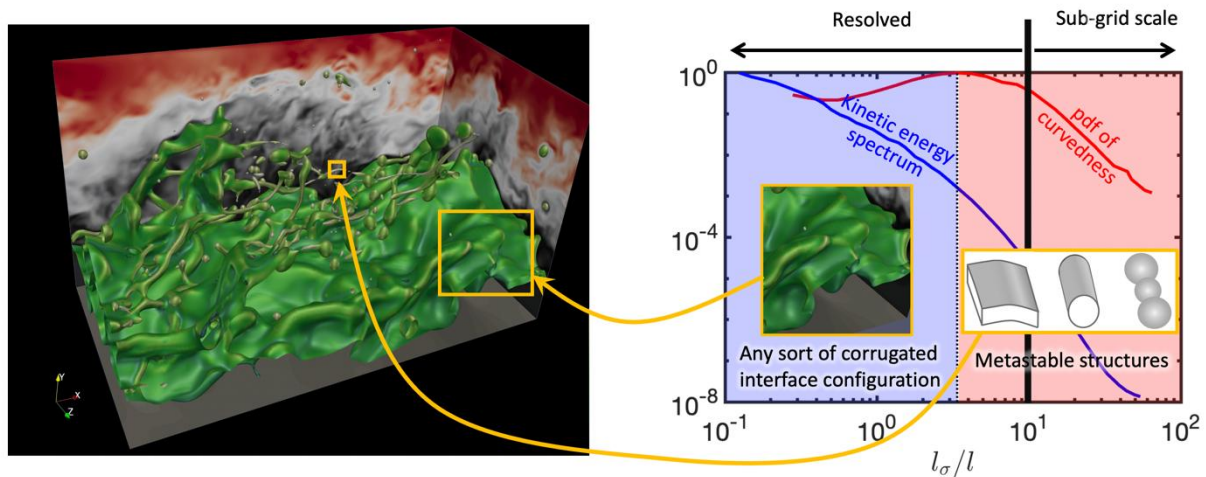 Resolved
Sub-grid scale
10^0
10^-4
10^-8
Kinetic energy
spectrum
pdf of
curvedness
Any sort of corrugated
interface configuration
Metastable structures
10^-1
10^0
10^1
10^2
l_σ/l
Y
X
Z